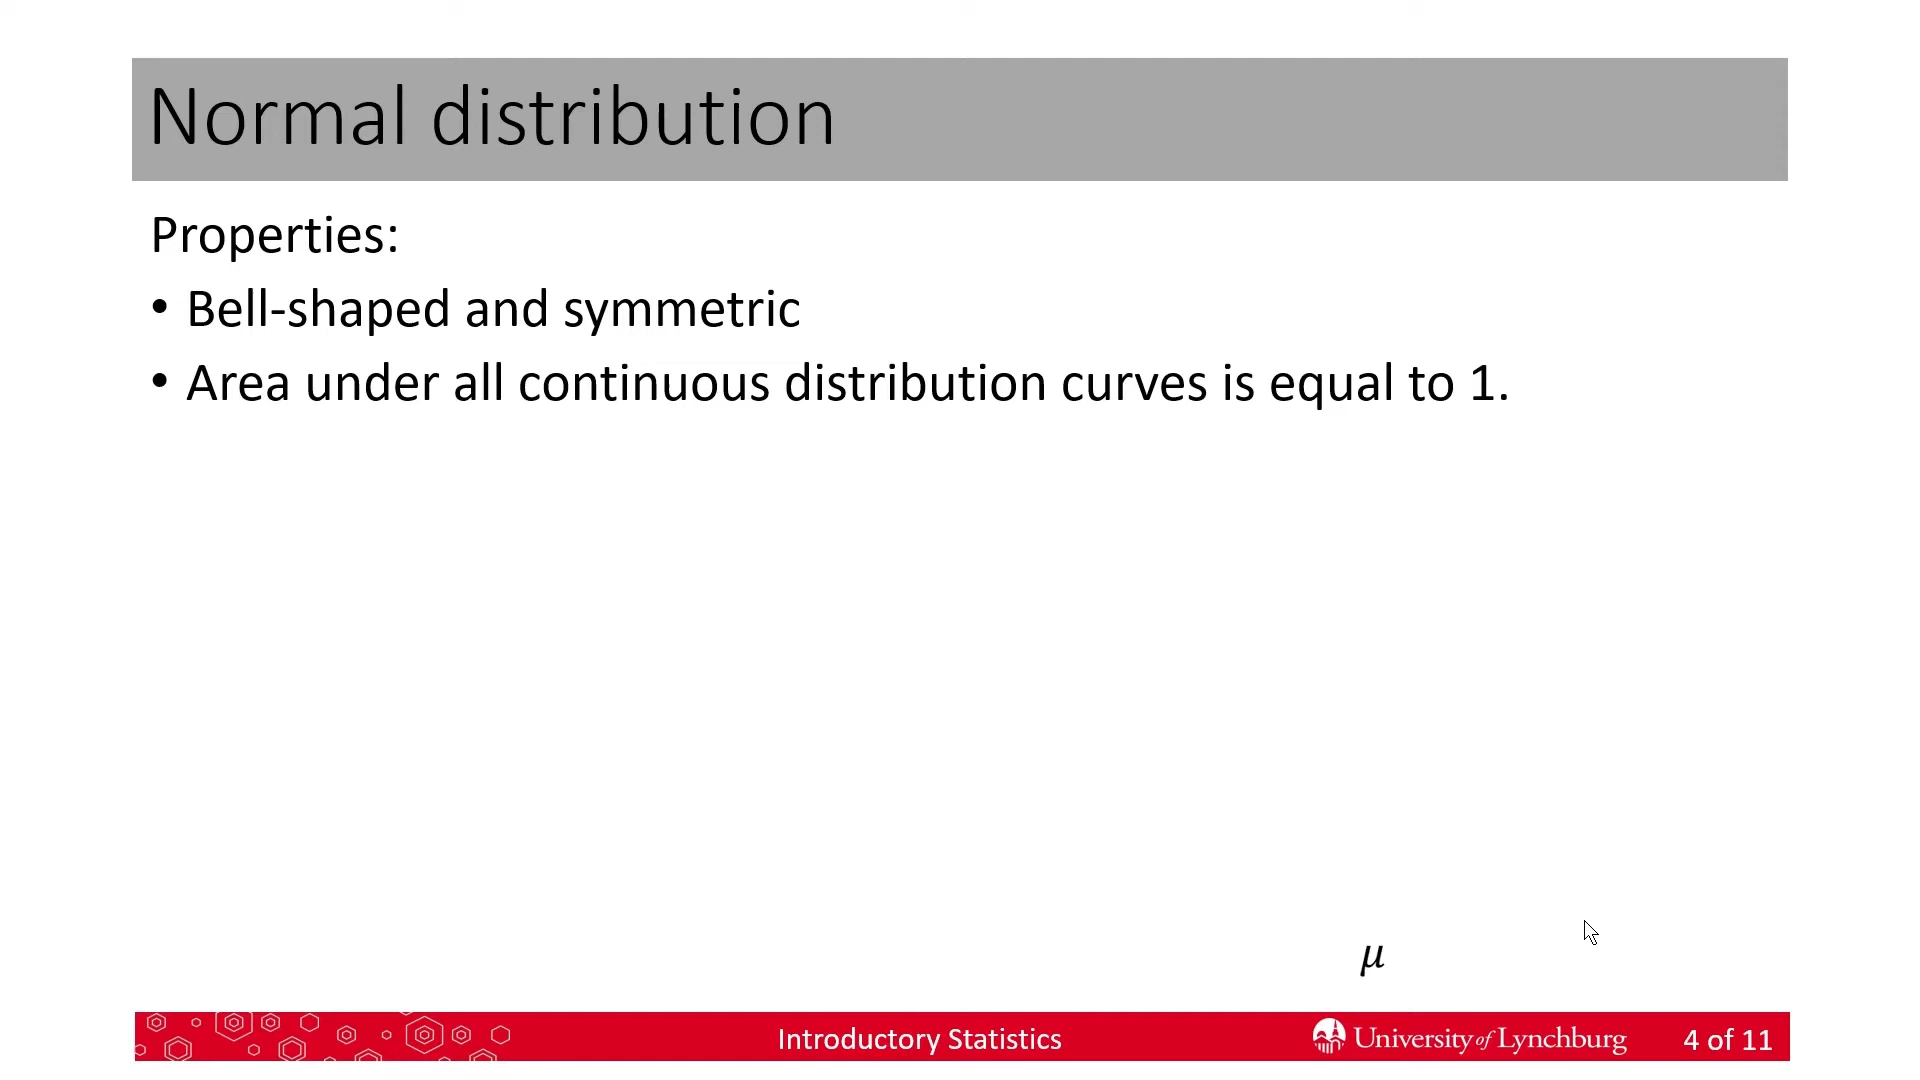 Normal distribution
Properties:
• Bell-shaped and symmetric
• Area under all continuous distribution curves is equal to 1.
μ
Introductory Statistics
University of Lynchburg
4 of 11